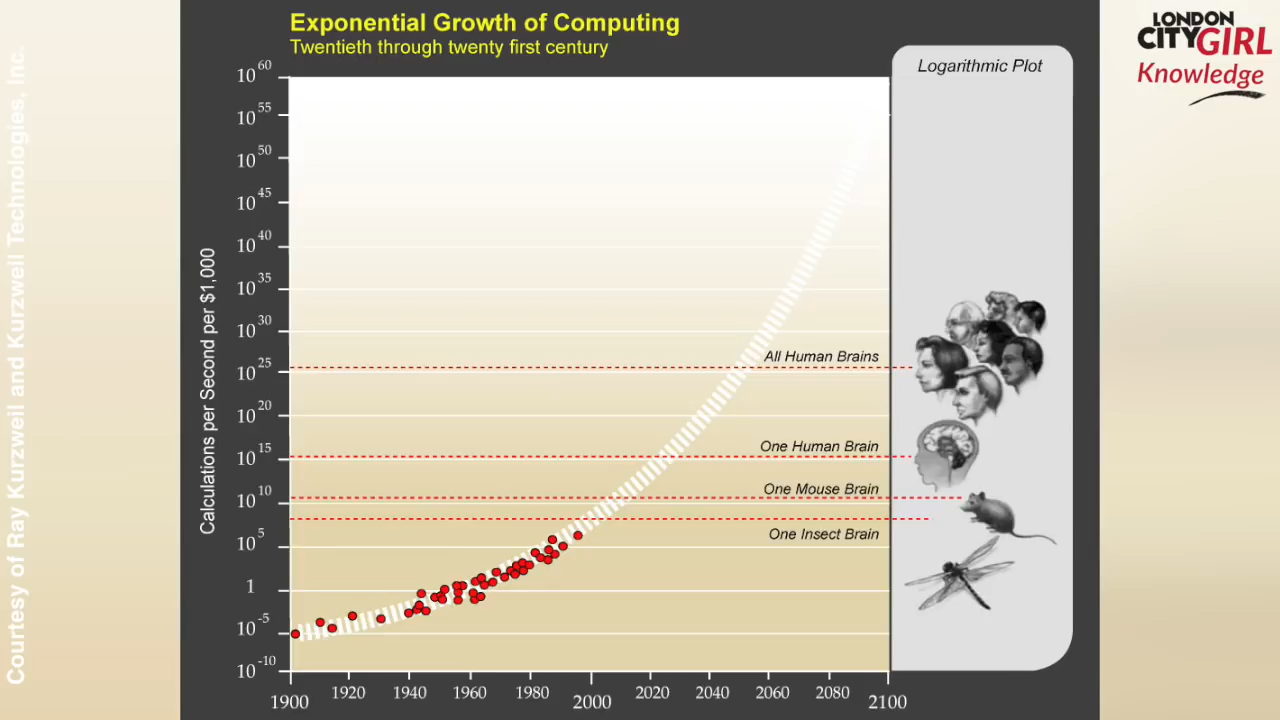 Exponential Growth of Computing
Twentieth through twenty first century
LONDON
CITYGIRL
Knowledge
Logarithmic Plot
Courtesy of Ray Kurzweil and Kurzweil Technologies, Inc.
Calculations per Second per $1,000
10^60
10^55
10^50
10^45
10^40
10^35
10^30
10^25
10^20
10^15
10^10
10^5
1
10^-5
10^-10
All Human Brains
One Human Brain
One Mouse Brain
One Insect Brain
1900 1920 1940 1960 1980 2000 2020 2040 2060 2080 2100